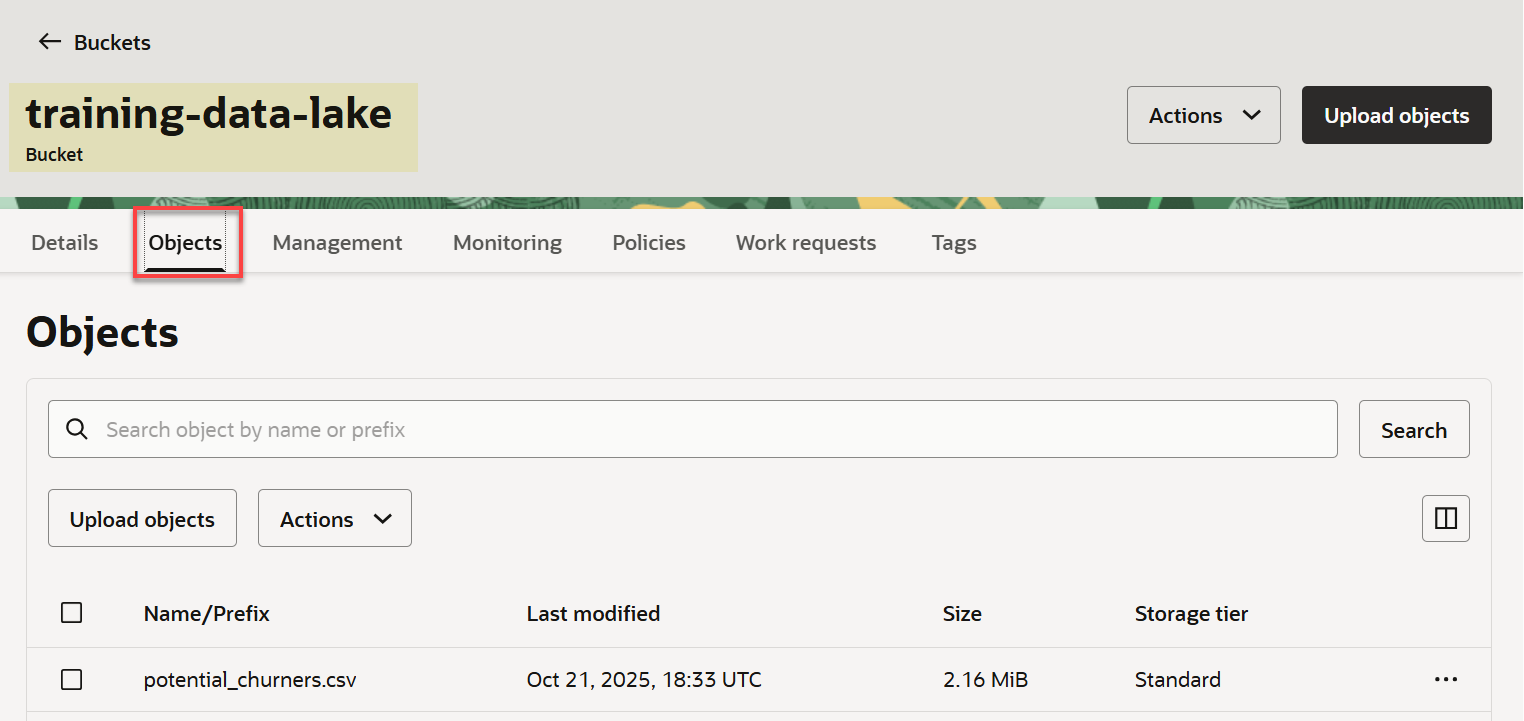 Buckets
training-data-lake
Bucket
Actions Upload objects
Details Objects Management Monitoring Policies Work requests Tags
Objects
Search object by name or prefix Search
Upload objects Actions
Name/Prefix Last modified Size Storage tier
potential_churners.csv Oct 21, 2025, 18:33 UTC 2.16 MiB Standard